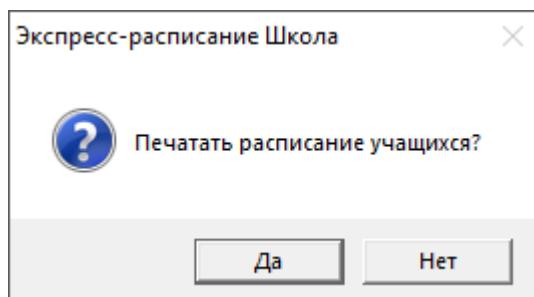 Экспресс-расписание Школа
Печатать расписание учащихся?
Да
Нет